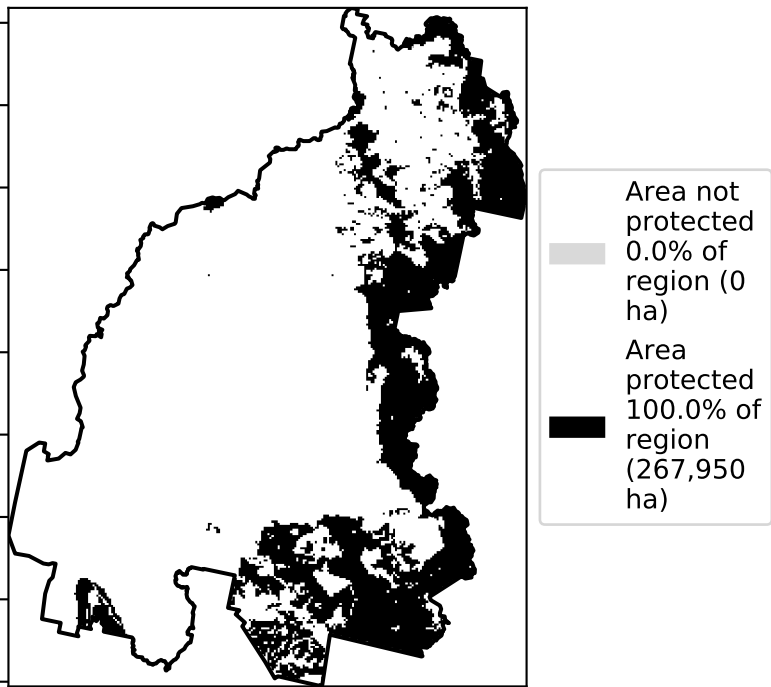 Area not
protected
0.0% of
region (0
ha)
Area
protected
100.0% of
region
(267,950
ha)